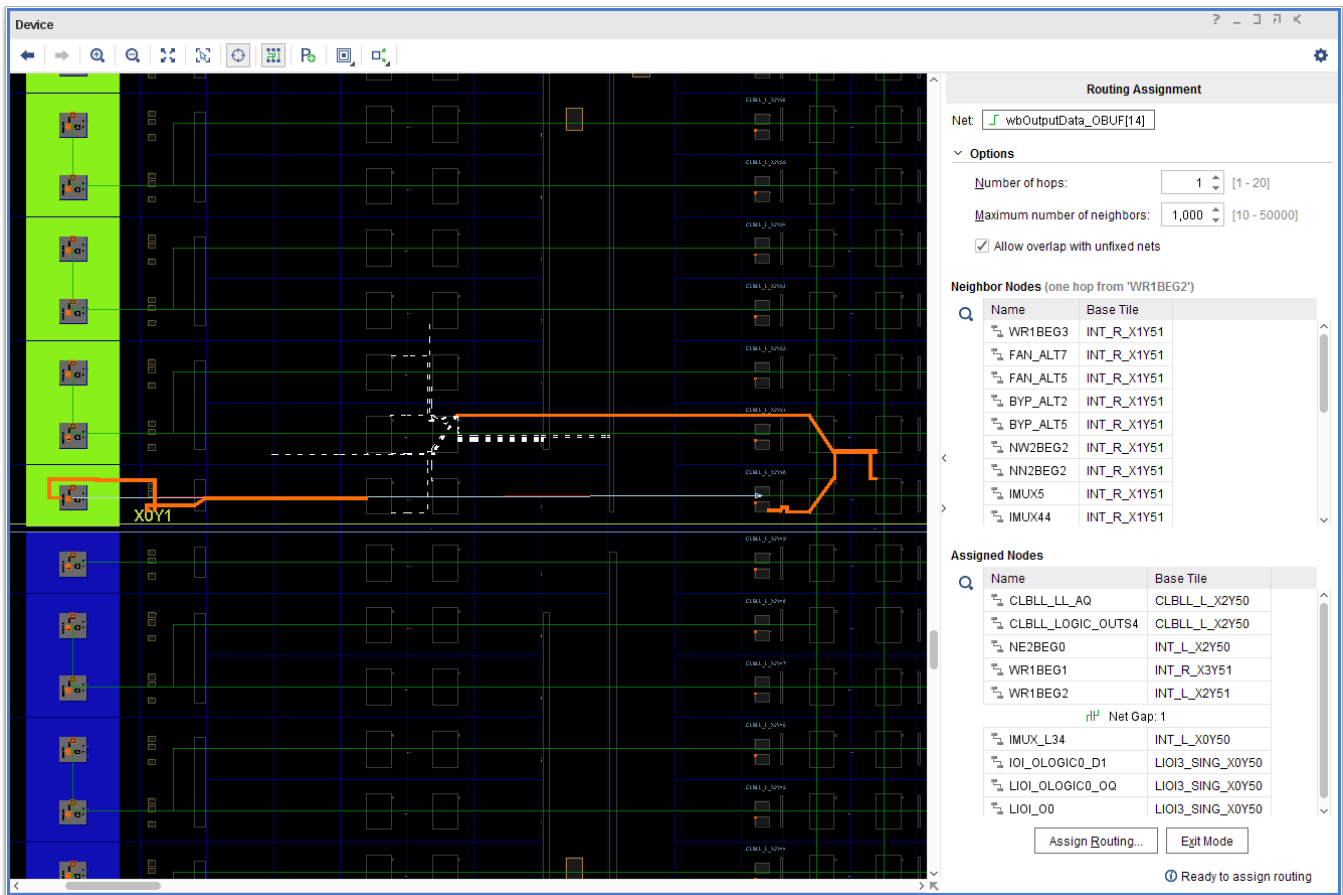 Device
Routing Assignment
Net: wbOutputData_OBUF[14]
Options
Number of hops: 1 [1 - 20]
Maximum number of neighbors: 1,000 [10 - 50000]
Allow overlap with unfixed nets
Neighbor Nodes (one hop from 'WR1BEG2')
Name Base Tile
WR1BEG3 INT_R_X1Y51
FAN_ALT7 INT_R_X1Y51
FAN_ALT5 INT_R_X1Y51
BYP_ALT2 INT_R_X1Y51
BYP_ALT5 INT_R_X1Y51
NW2BEG2 INT_R_X1Y51
NN2BEG2 INT_R_X1Y51
IMUX5 INT_R_X1Y51
IMUX44 INT_R_X1Y51
Assigned Nodes
Name Base Tile
CLBLL_LL_AQ CLBLL_L_X2Y50
CLBLL_LOGIC_OUTS4 CLBLL_L_X2Y50
NE2BEG0 INT_L_X2Y50
WR1BEG1 INT_R_X3Y51
WR1BEG2 INT_L_X2Y51
Net Gap: 1
IMUX_L34 INT_L_X0Y50
IOI_OLOGIC0_D1 LIOI3_SING_X0Y50
LIOI_OLOGIC0_OQ LIOI3_SING_X0Y50
LIOI_O0 LIOI3_SING_X0Y50
Assign Routing... Exit Mode
Ready to assign routing
X0Y1